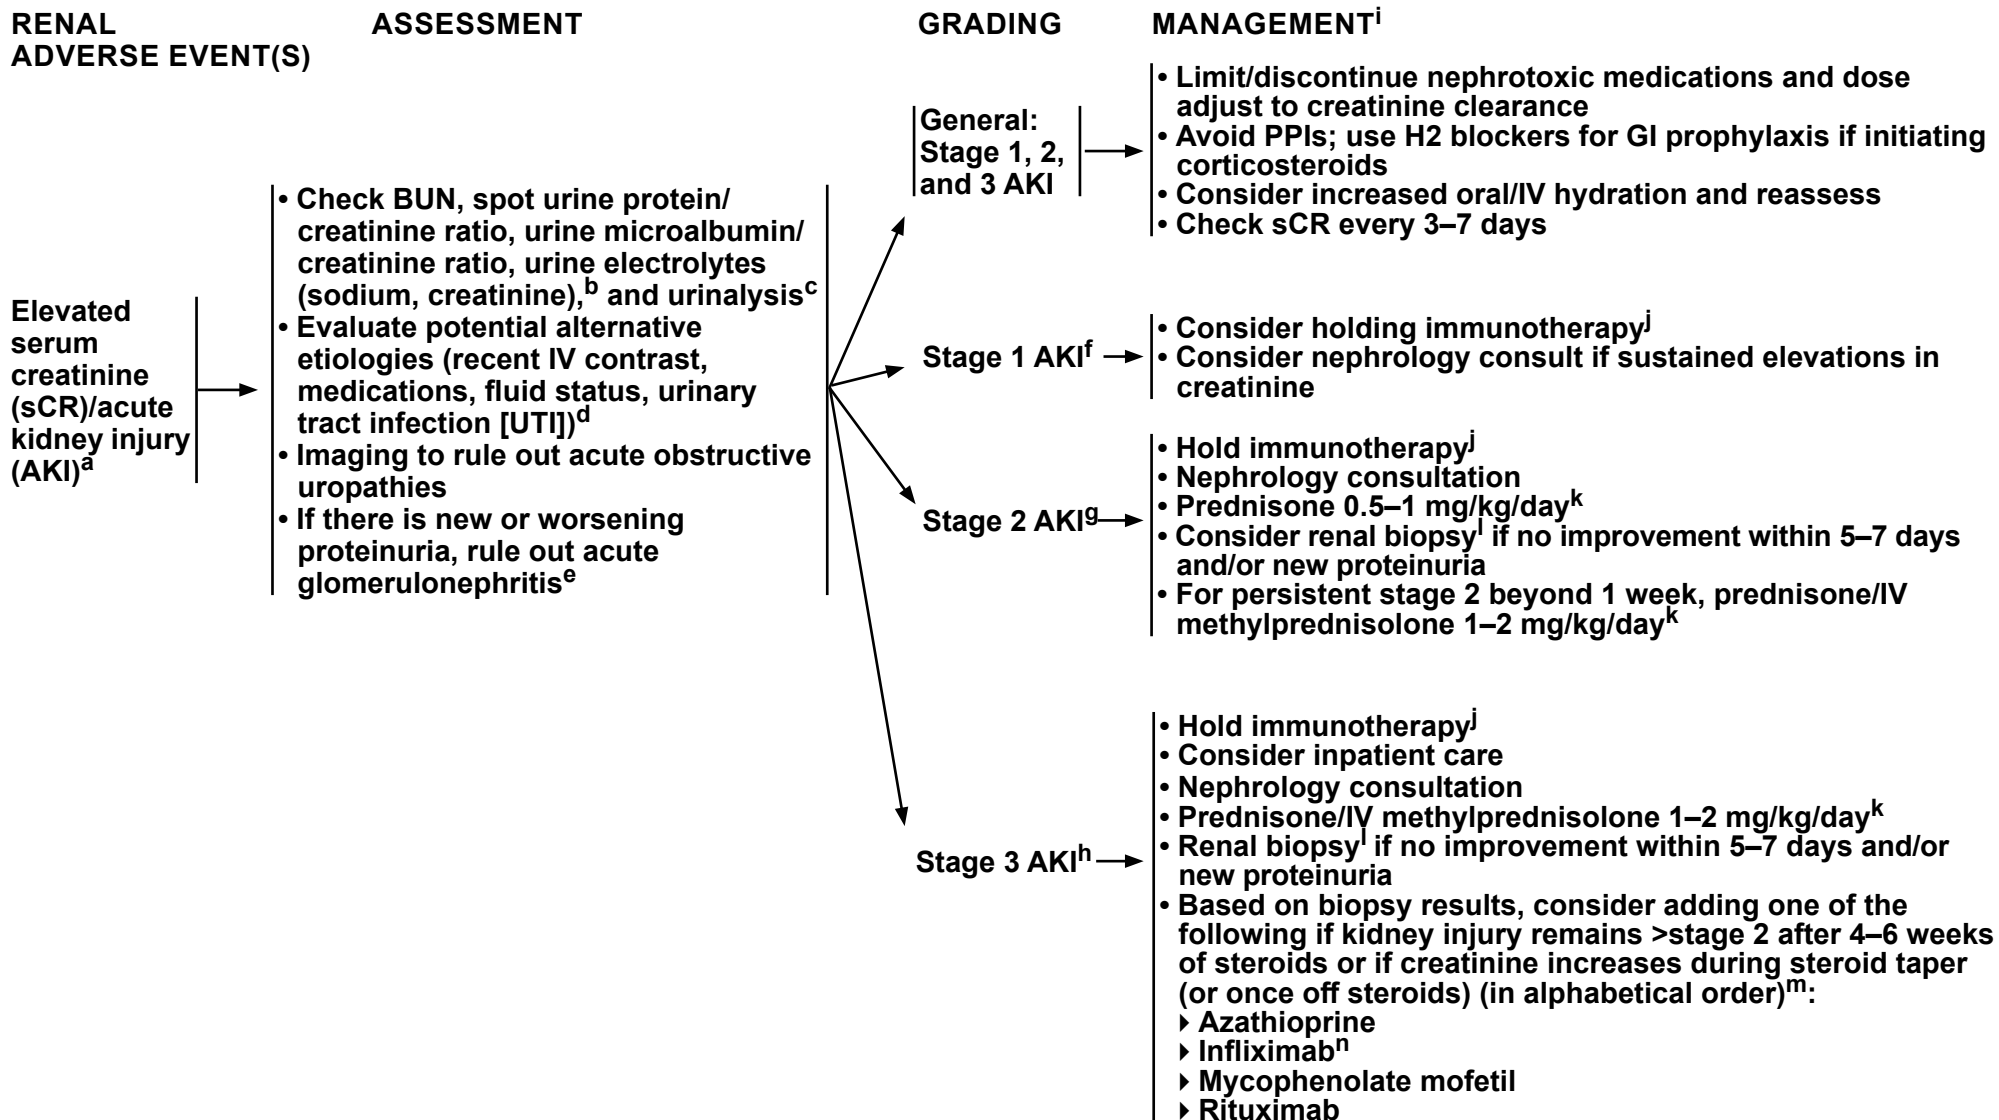 RENAL
ADVERSE EVENT(S)
ASSESSMENT
GRADING
MANAGEMENTi
Elevated
serum
creatinine
(sCR)/acute
kidney injury
(AKI)a
• Check BUN, spot urine protein/
creatinine ratio, urine microalbumin/
creatinine ratio, urine electrolytes
(sodium, creatinine),b and urinalysisc
• Evaluate potential alternative
etiologies (recent IV contrast,
medications, fluid status, urinary
tract infection [UTI])d
• Imaging to rule out acute obstructive
uropathies
• If there is new or worsening
proteinuria, rule out acute
glomerulonephritise
General:
Stage 1, 2,
and 3 AKI
• Limit/discontinue nephrotoxic medications and dose
adjust to creatinine clearance
• Avoid PPIs; use H2 blockers for GI prophylaxis if initiating
corticosteroids
• Consider increased oral/IV hydration and reassess
• Check sCR every 3–7 days
Stage 1 AKIf
• Consider holding immunotherapyj
• Consider nephrology consult if sustained elevations in
creatinine
Stage 2 AKIg
• Hold immunotherapyj
• Nephrology consultation
• Prednisone 0.5–1 mg/kg/dayk
• Consider renal biopsyl if no improvement within 5–7 days
and/or new proteinuria
• For persistent stage 2 beyond 1 week, prednisone/IV
methylprednisolone 1–2 mg/kg/dayk
Stage 3 AKIh
• Hold immunotherapyj
• Consider inpatient care
• Nephrology consultation
• Prednisone/IV methylprednisolone 1–2 mg/kg/dayk
• Renal biopsyl if no improvement within 5–7 days and/or
new proteinuria
• Based on biopsy results, consider adding one of the
following if kidney injury remains >stage 2 after 4–6 weeks
of steroids or if creatinine increases during steroid taper
(or once off steroids) (in alphabetical order)m:
▸ Azathioprine
▸ Infliximabn
▸ Mycophenolate mofetil
▸ Rituximab